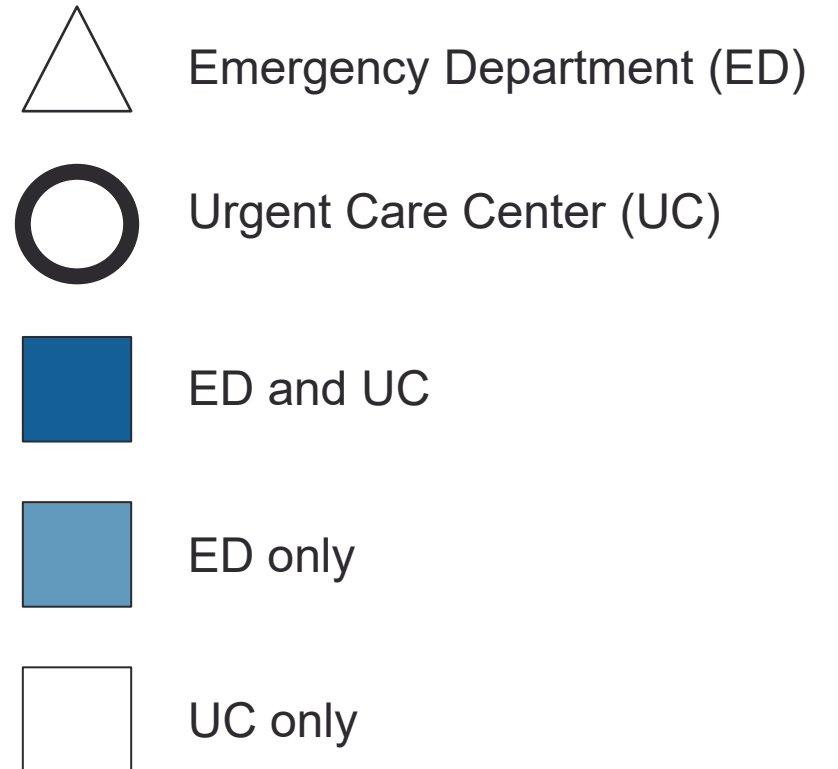 Emergency Department (ED)
Urgent Care Center (UC)
ED and UC
ED only
UC only